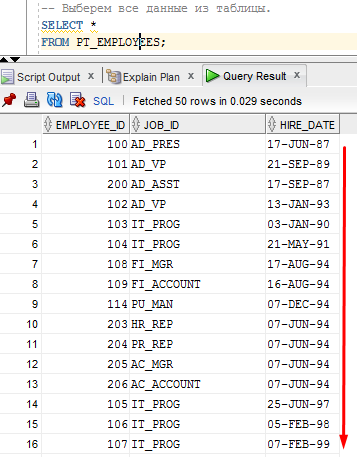 -- Выберем все данные из таблицы.
SELECT *
FROM PT_EMPLOYEES;
Script Output x Explain Plan x Query Result x
SQL | Fetched 50 rows in 0.029 seconds
EMPLOYEE_ID JOB_ID HIRE_DATE
1 100 AD_PRES 17-JUN-87
2 101 AD_VP 21-SEP-89
3 200 AD_ASST 17-SEP-87
4 102 AD_VP 13-JAN-93
5 103 IT_PROG 03-JAN-90
6 104 IT_PROG 21-MAY-91
7 108 FI_MGR 17-AUG-94
8 109 FI_ACCOUNT 16-AUG-94
9 114 PU_MAN 07-DEC-94
10 203 HR_REP 07-JUN-94
11 204 PR_REP 07-JUN-94
12 205 AC_MGR 07-JUN-94
13 206 AC_ACCOUNT 07-JUN-94
14 105 IT_PROG 25-JUN-97
15 106 IT_PROG 05-FEB-98
16 107 IT_PROG 07-FEB-99